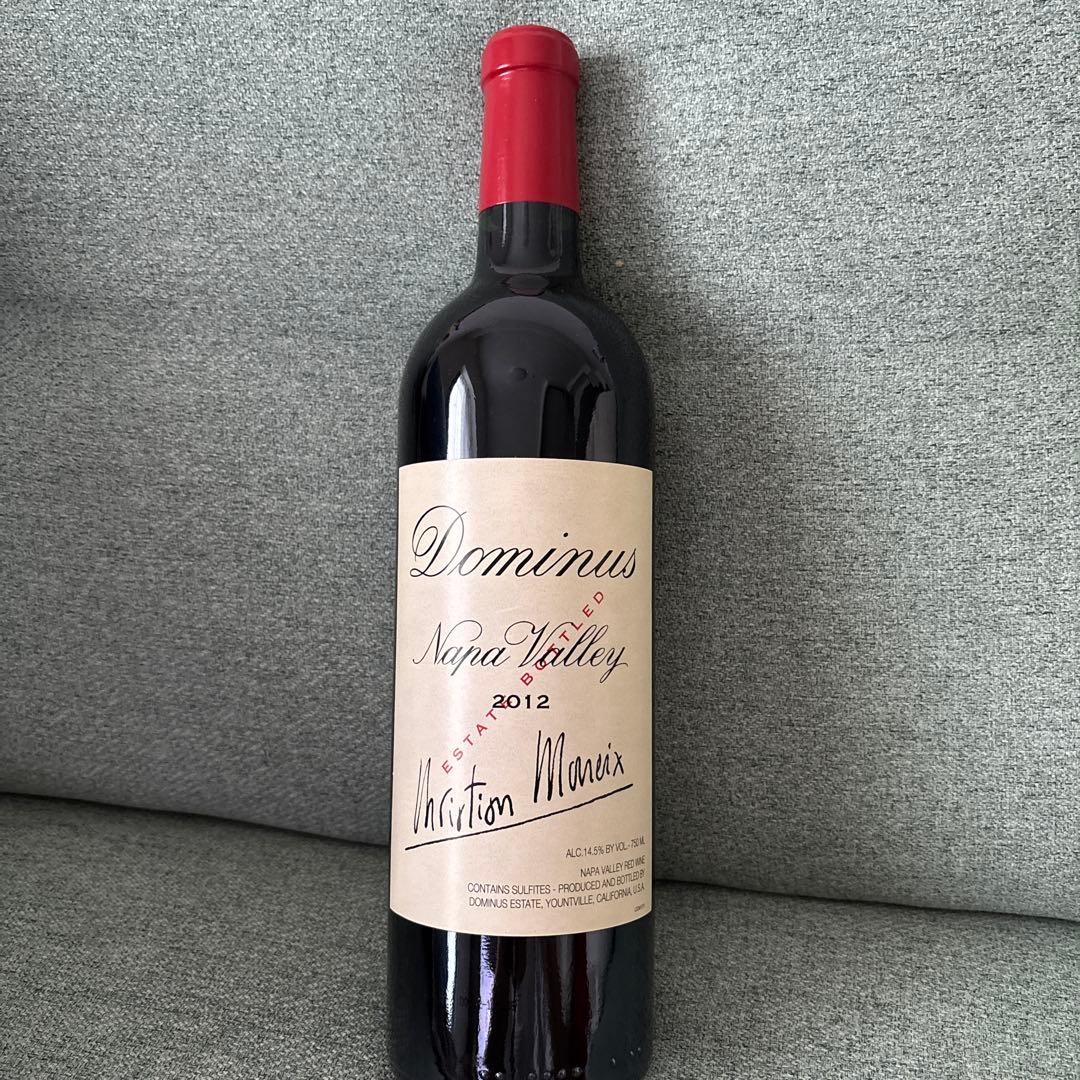 Dominus
Napa Valley
ESTATE BOTTLED
2012
Christian Moueix
ALC.14.5% BY VOL.- 750 ML
NAPA VALLEY RED WINE
CONTAINS SULFITES - PRODUCED AND BOTTLED BY
DOMINUS ESTATE, YOUNTVILLE, CALIFORNIA, U.S.A.